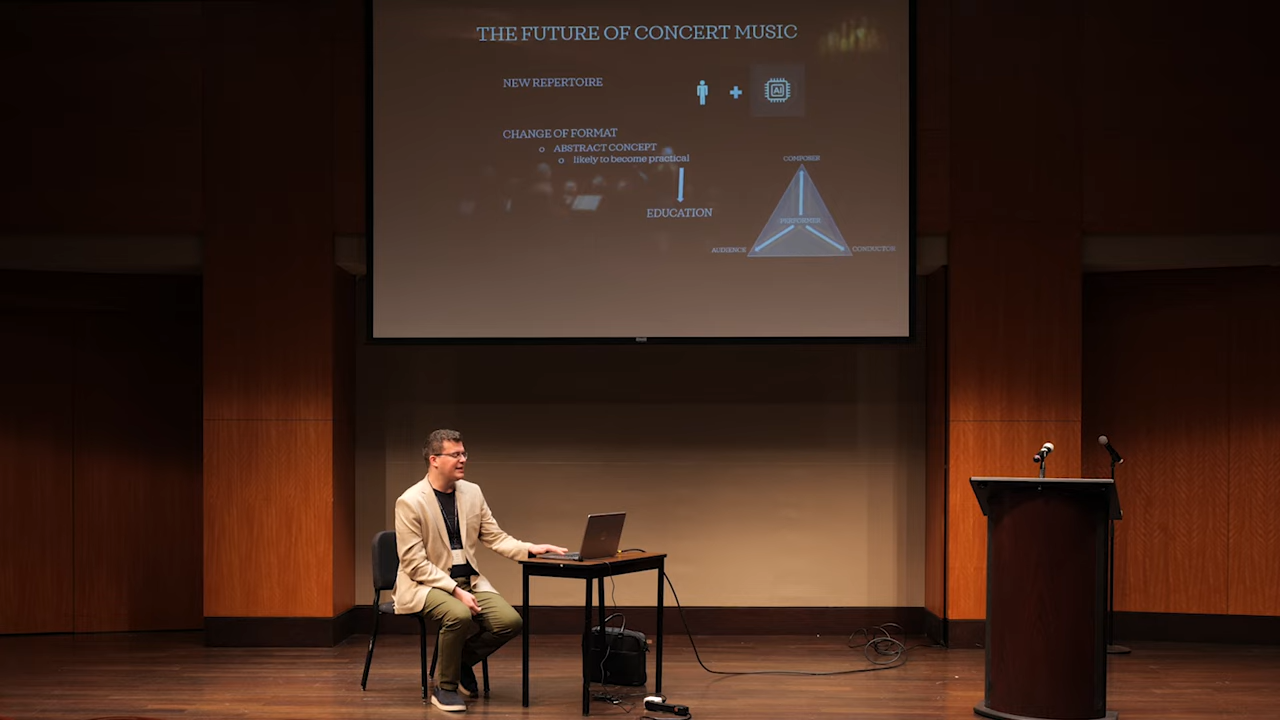 THE FUTURE OF CONCERT MUSIC
NEW REPERTOIRE
Ai
CHANGE OF FORMAT
ABSTRACT CONCEPT
likely to become practical
COMPOSER
EDUCATION
PERFORMER
AUDIENCE
CONDUCTOR